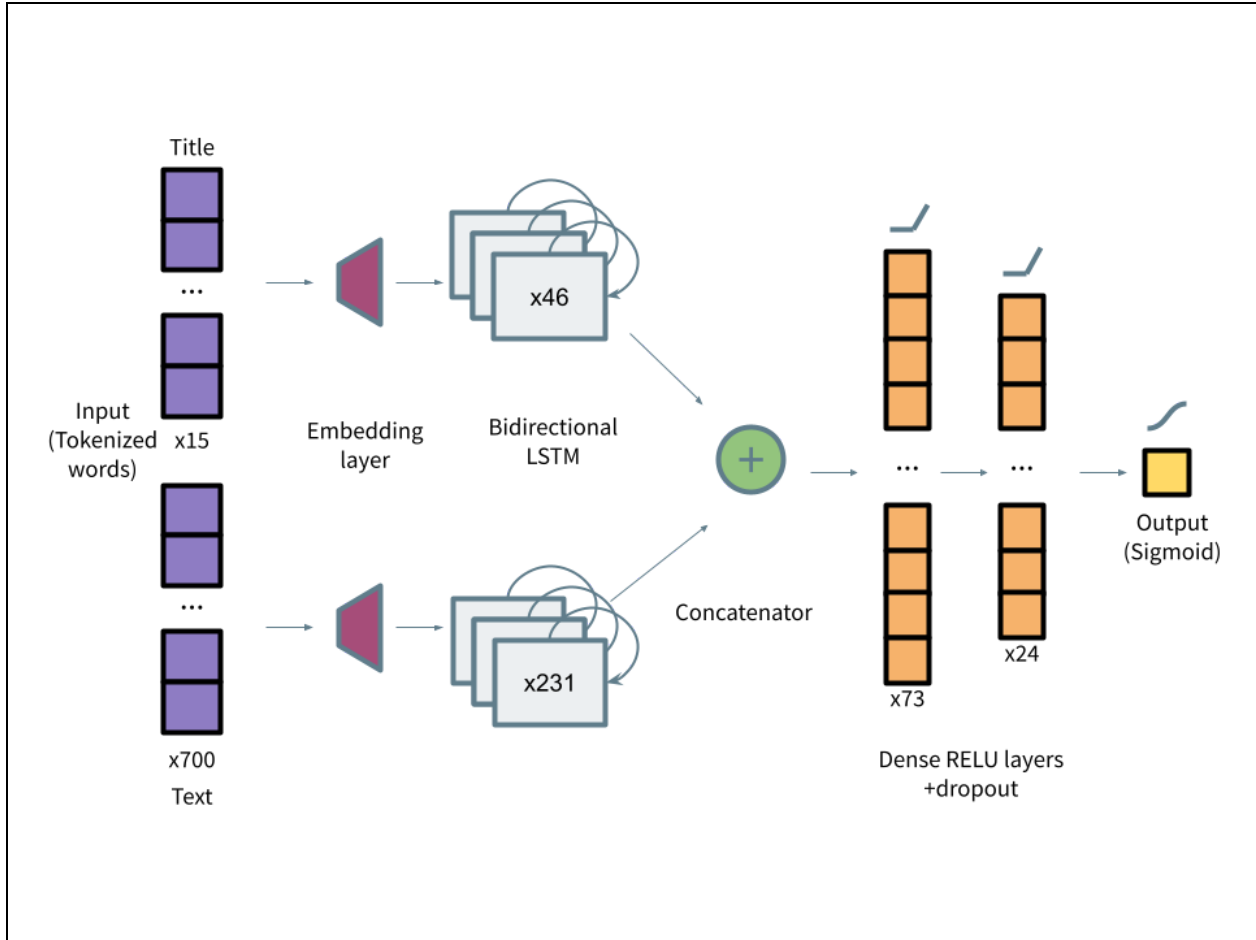 Title
...
x15
Input
(Tokenized
words)
...
x700
Text
Embedding
layer
x46
Bidirectional
LSTM
x231
+
Concatenator
...
x73
...
x24
Dense RELU layers
+dropout
Output
(Sigmoid)